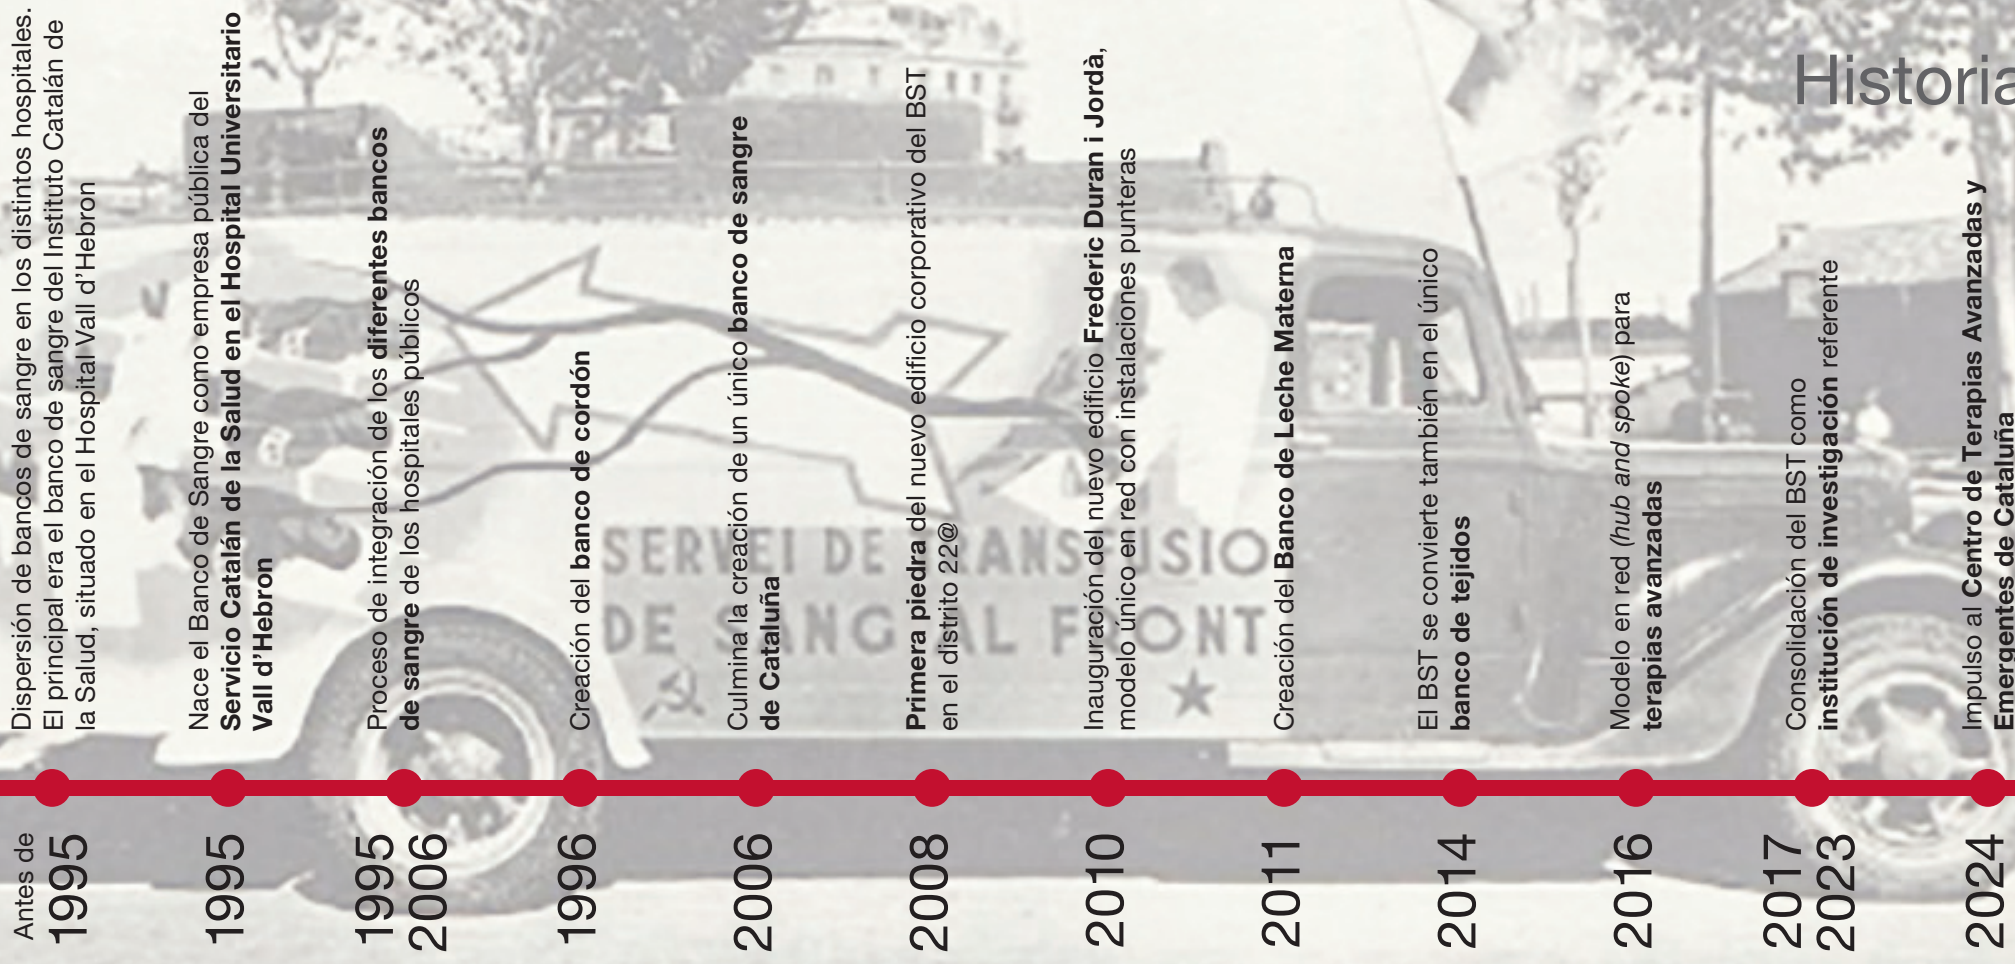 Historia
Antes de
1995
Dispersión de bancos de sangre en los distintos hospitales.
El principal era el banco de sangre del Instituto Catalán de
la Salud, situado en el Hospital Vall d'Hebron
1995
Nace el Banco de Sangre como empresa pública del
Servicio Catalán de la Salud en el Hospital Universitario
Vall d'Hebron
1995
2006
Proceso de integración de los diferentes bancos
de sangre de los hospitales públicos
1996
Creación del banco de cordón
2006
Culmina la creación de un único banco de sangre
de Cataluña
2008
Primera piedra del nuevo edificio corporativo del BST
en el distrito 22@
2010
Inauguración del nuevo edificio Frederic Duran i Jordà,
modelo único en red con instalaciones punteras
2011
Creación del Banco de Leche Materna
2014
El BST se convierte también en el único
banco de tejidos
2016
Modelo en red (hub and spoke) para
terapias avanzadas
2017
2023
Consolidación del BST como
institución de investigación referente
2024
Impulso al Centro de Terapias Avanzadas y
Emergentes de Cataluña
SERVEI DE TRANSFUSIO
DE SANG AL FRONT